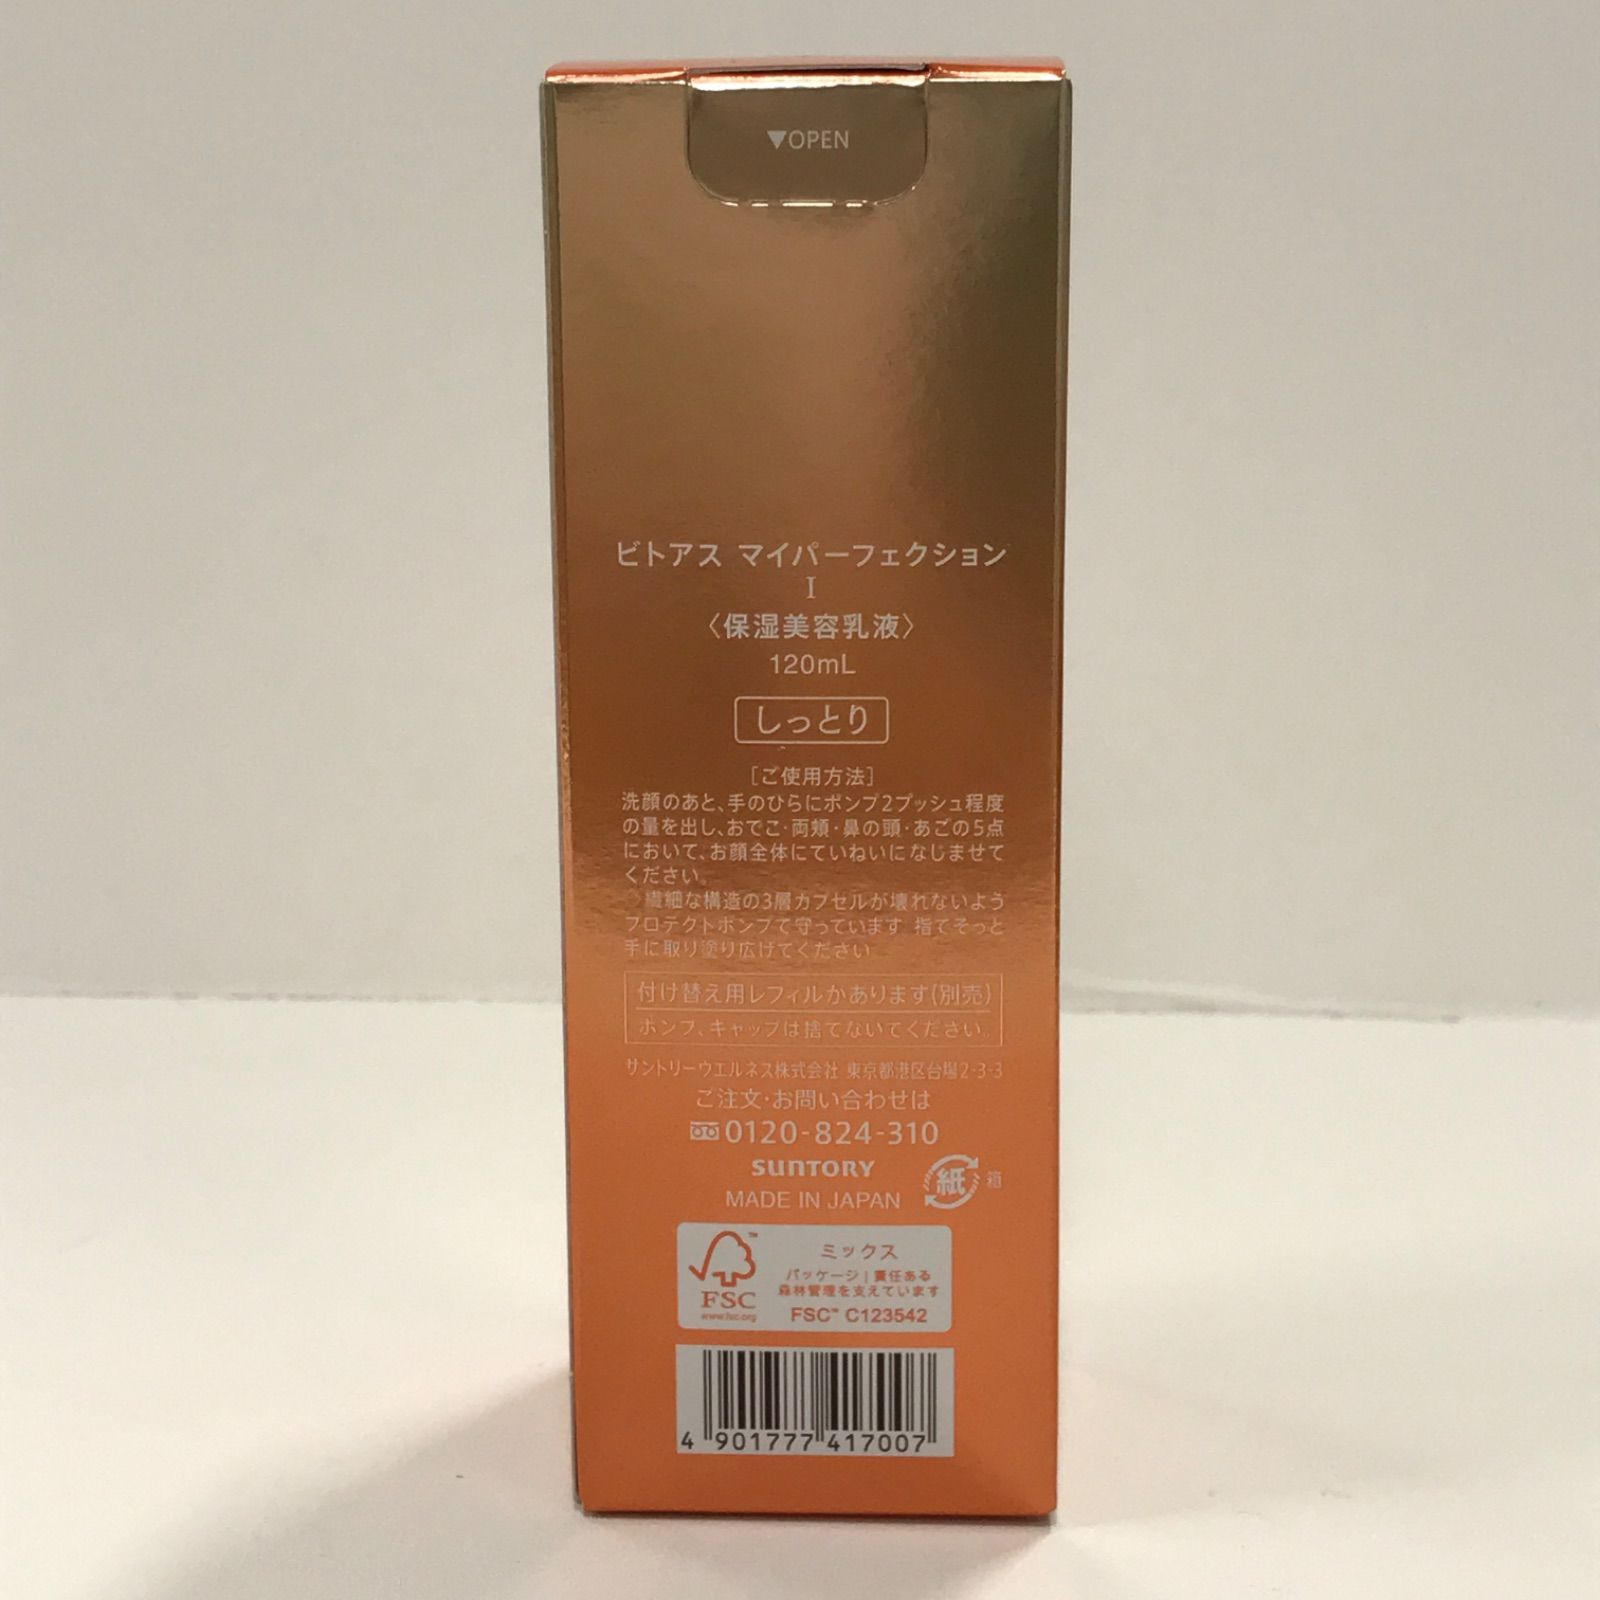 ▼OPEN
ビトアス マイパーフェクション
I
〈保湿美容乳液〉
120mL
しっとり
［ご使用方法］
洗顔のあと、手のひらにポンプ2プッシュ程度
の量を出し、おでこ・両頬・鼻の頭・あごの5点
において、お顔全体にていねいになじませて
ください。
◇繊細な構造の3層カプセルが壊れないよう
プロテクトポンプで守っています。指でそっと
手に取り塗り広げてください。
付け替え用レフィルがあります(別売)
ポンプ、キャップは捨てないでください。
サントリーウエルネス株式会社 東京都港区台場2-3-3
ご注文・お問い合わせは
0120-824-310
SUNTORY
MADE IN JAPAN
紙 箱
FSC™
www.fsc.org
ミックス
パッケージ | 責任ある
森林管理を支えています
FSC™ C123542
4 901777 417007